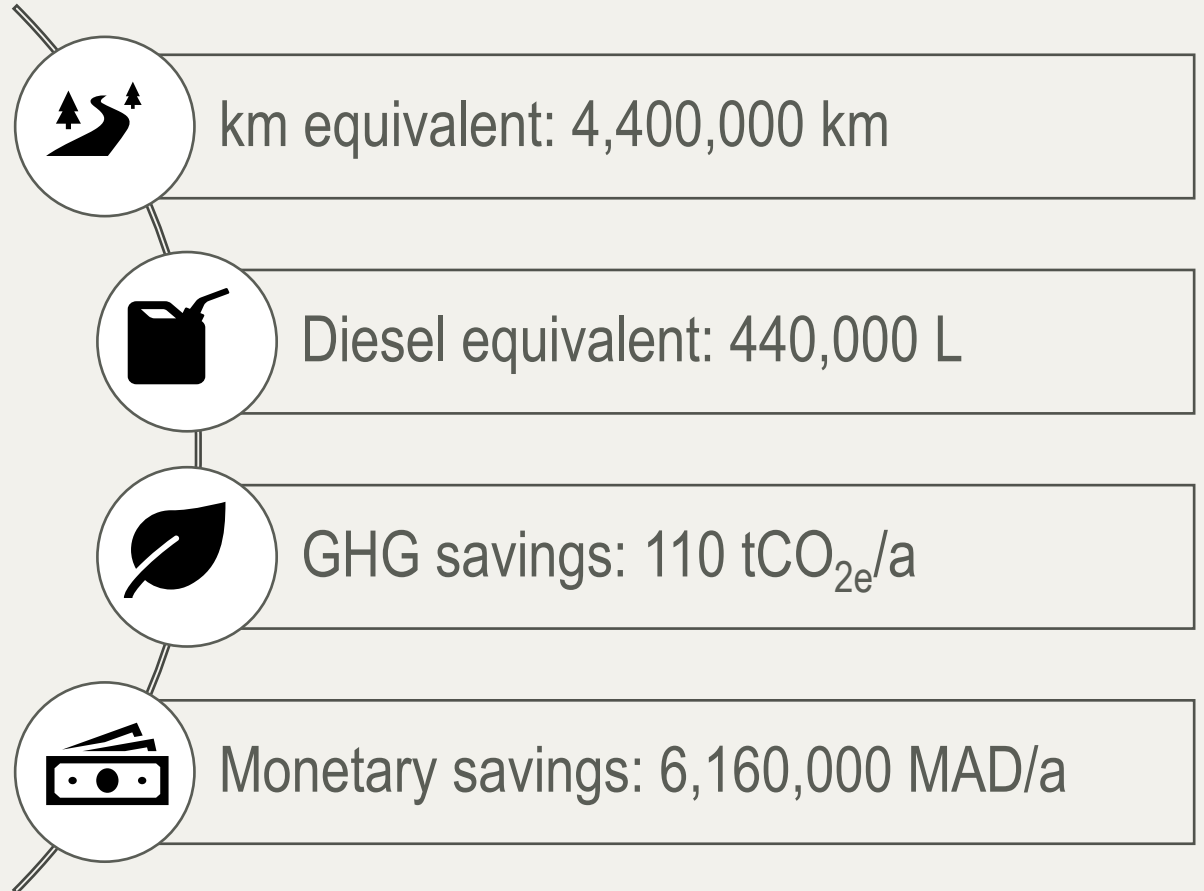 km equivalent: 4,400,000 km
Diesel equivalent: 440,000 L
GHG savings: 110 tCO₂ₑ/a
Monetary savings: 6,160,000 MAD/a